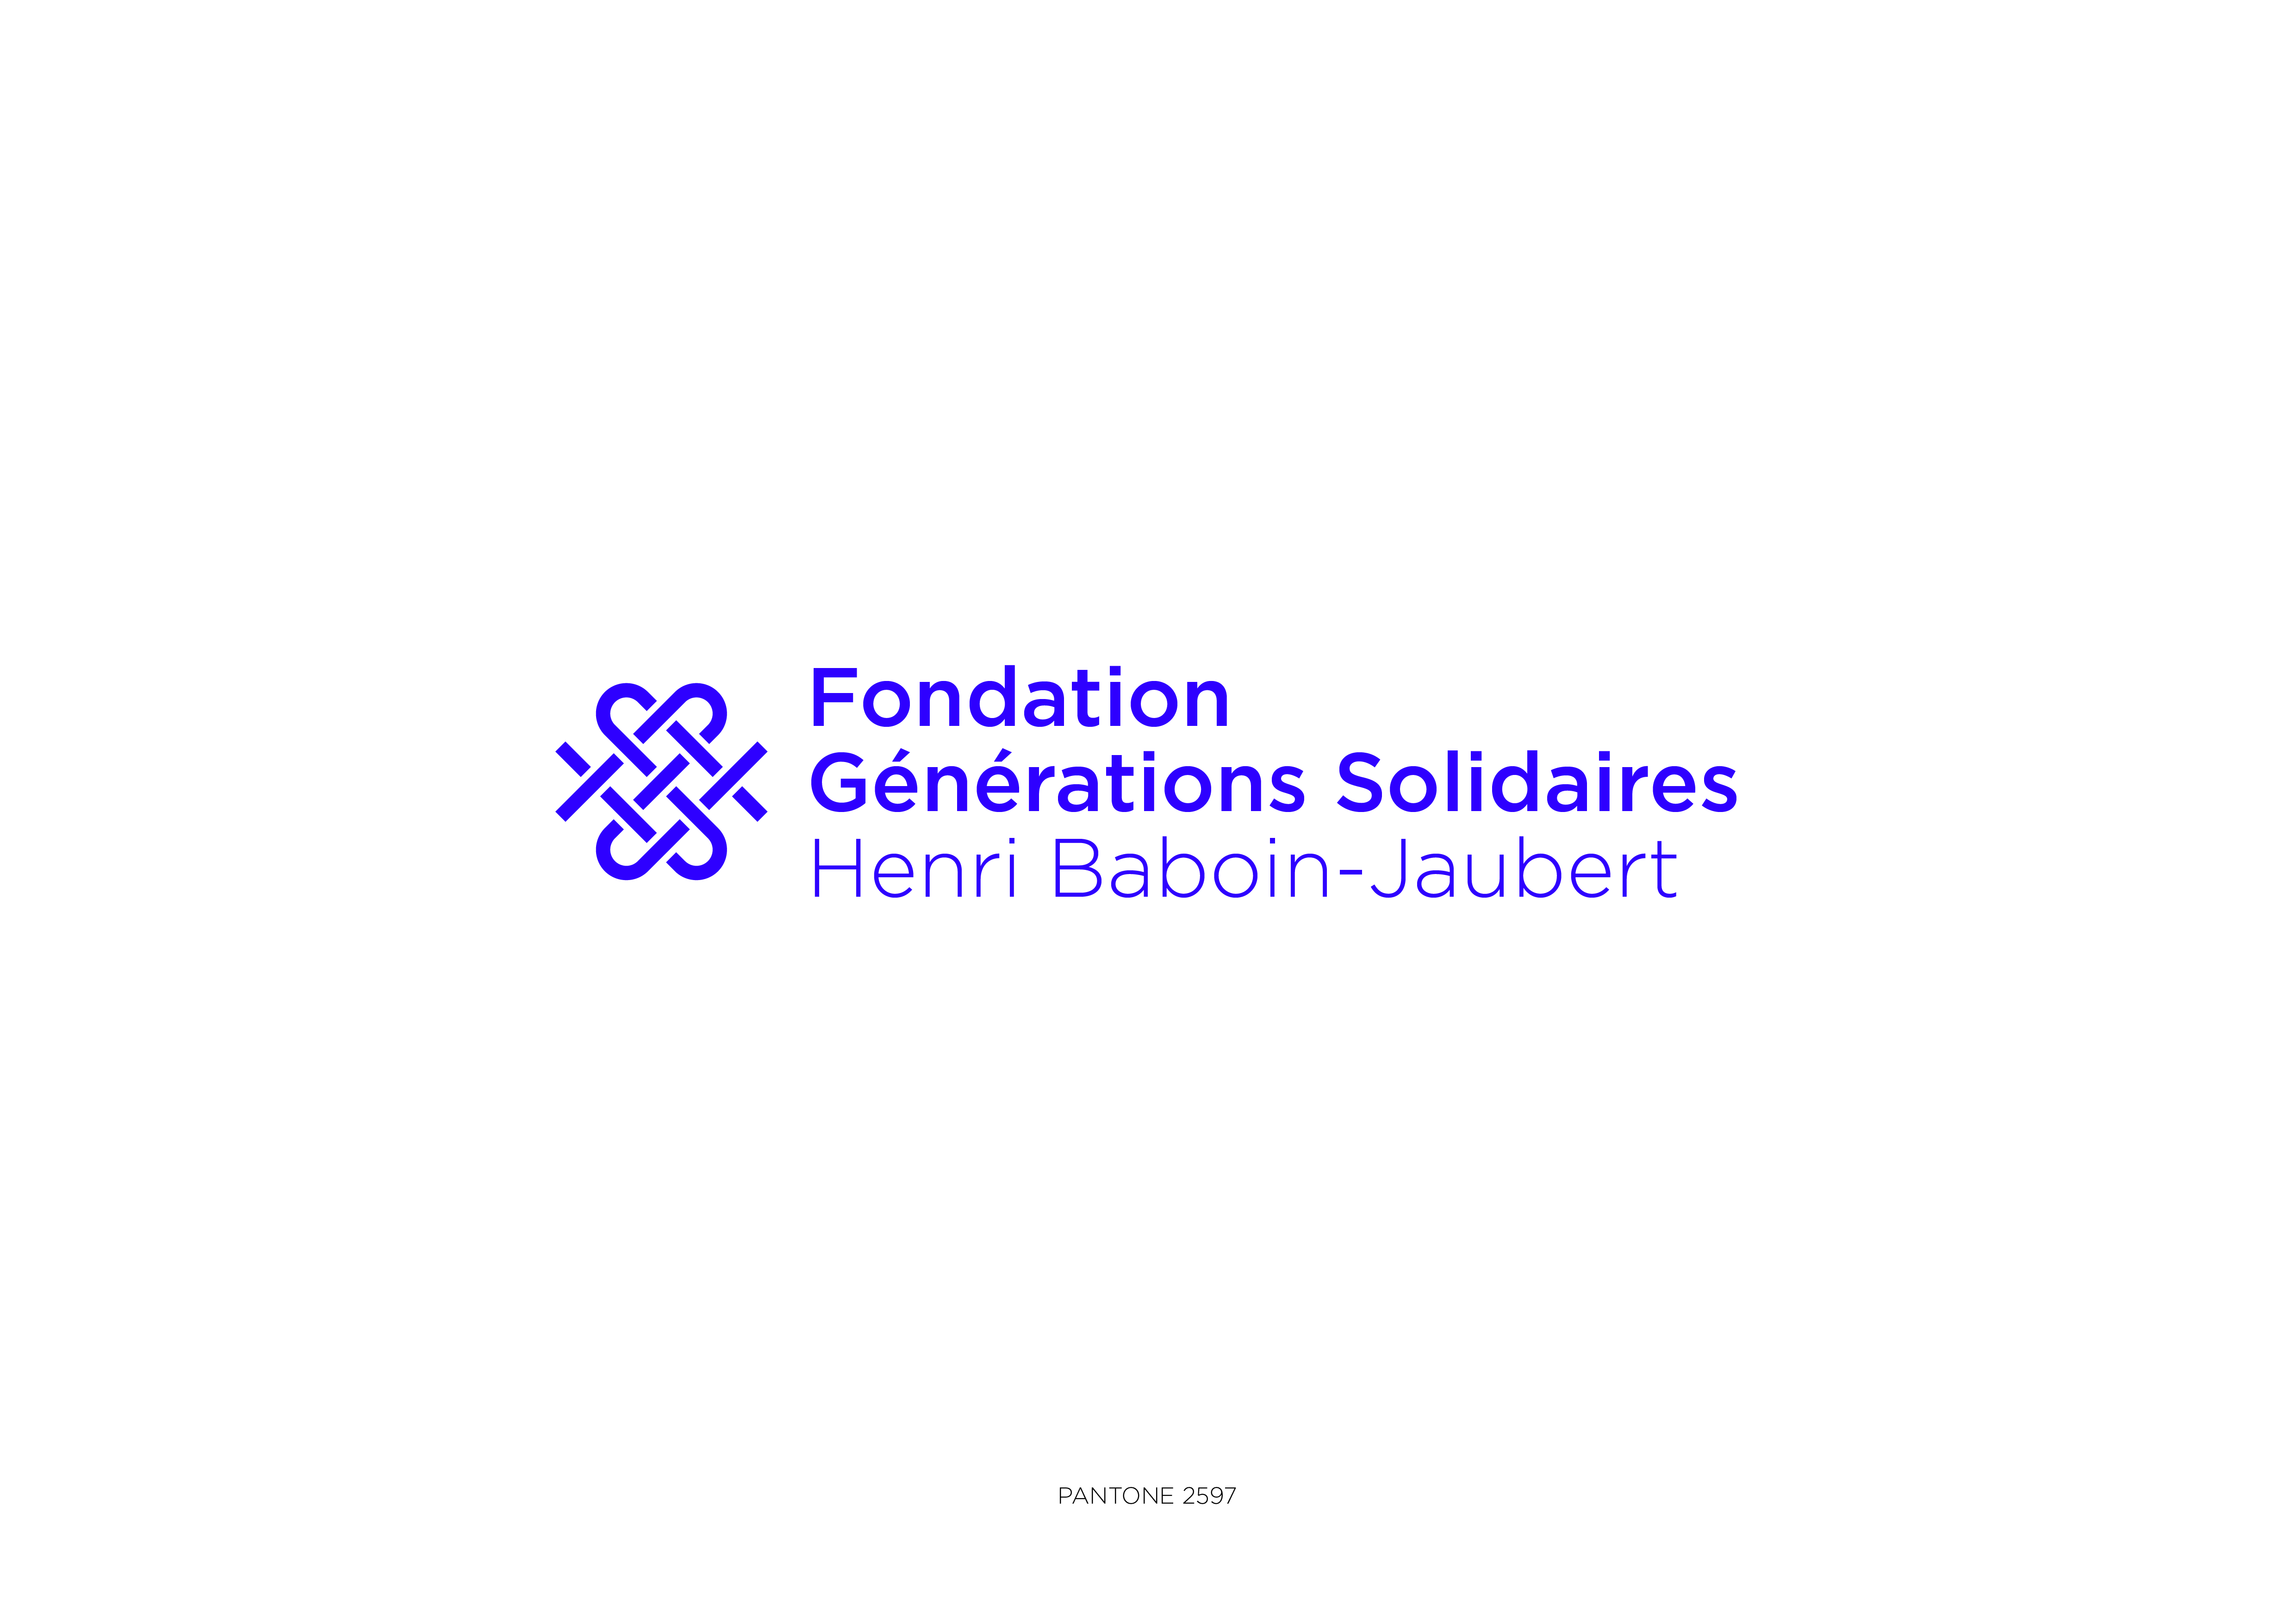 Fondation
Générations Solidaires
Henri Baboin-Jaubert
PANTONE 2597